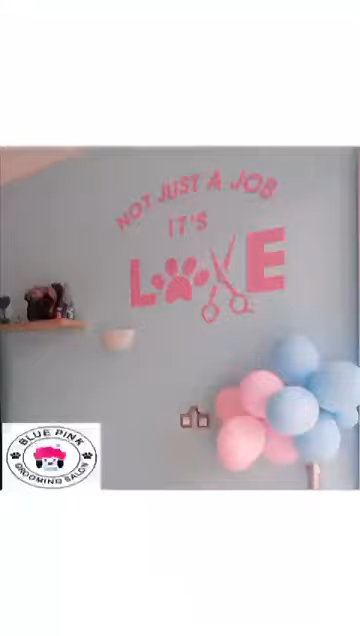 NOT JUST A JOB
IT'S
LOVE
BLUE PINK
GROOMING SALON